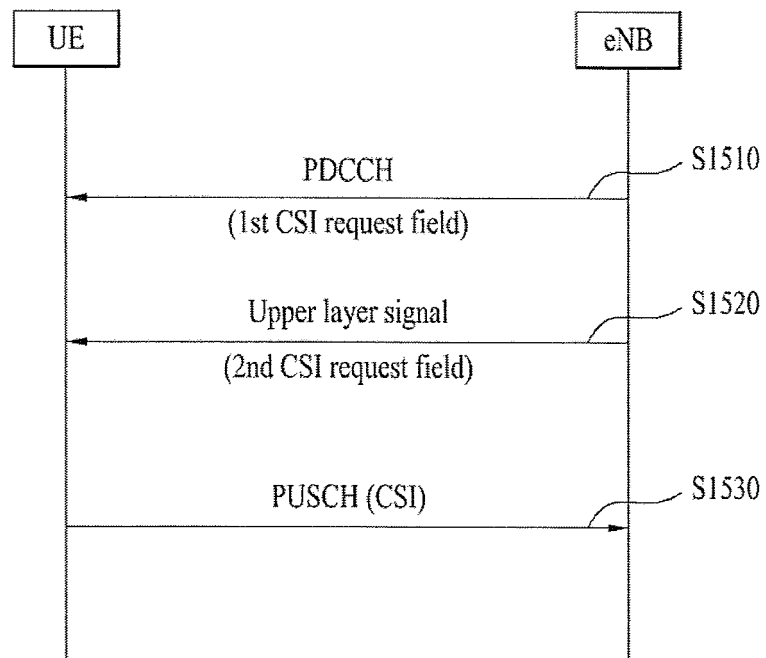 UE
eNB
PDCCH
S1510
(1st CSI request field)
Upper layer signal
S1520
(2nd CSI request field)
PUSCH (CSI)
S1530